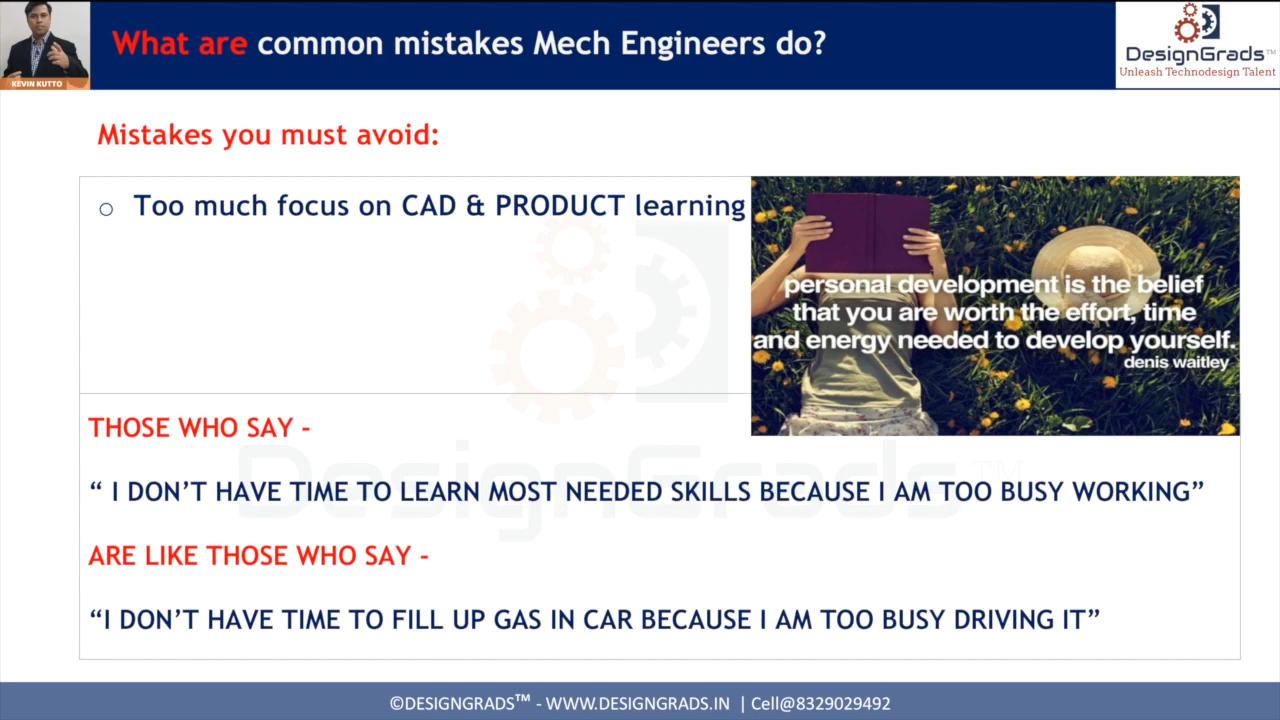 What are common mistakes Mech Engineers do?
KEVIN KUTTO
DesignGrads™
Unleash Technodesign Talent
Mistakes you must avoid:
o Too much focus on CAD & PRODUCT learning
personal development is the belief
that you are worth the effort, time
and energy needed to develop yourself.
denis waitley
THOSE WHO SAY -
“ I DON’T HAVE TIME TO LEARN MOST NEEDED SKILLS BECAUSE I AM TOO BUSY WORKING”
ARE LIKE THOSE WHO SAY -
“I DON’T HAVE TIME TO FILL UP GAS IN CAR BECAUSE I AM TOO BUSY DRIVING IT”
DesignGrads™
©DESIGNGRADS™ - WWW.DESIGNGRADS.IN | Cell@8329029492